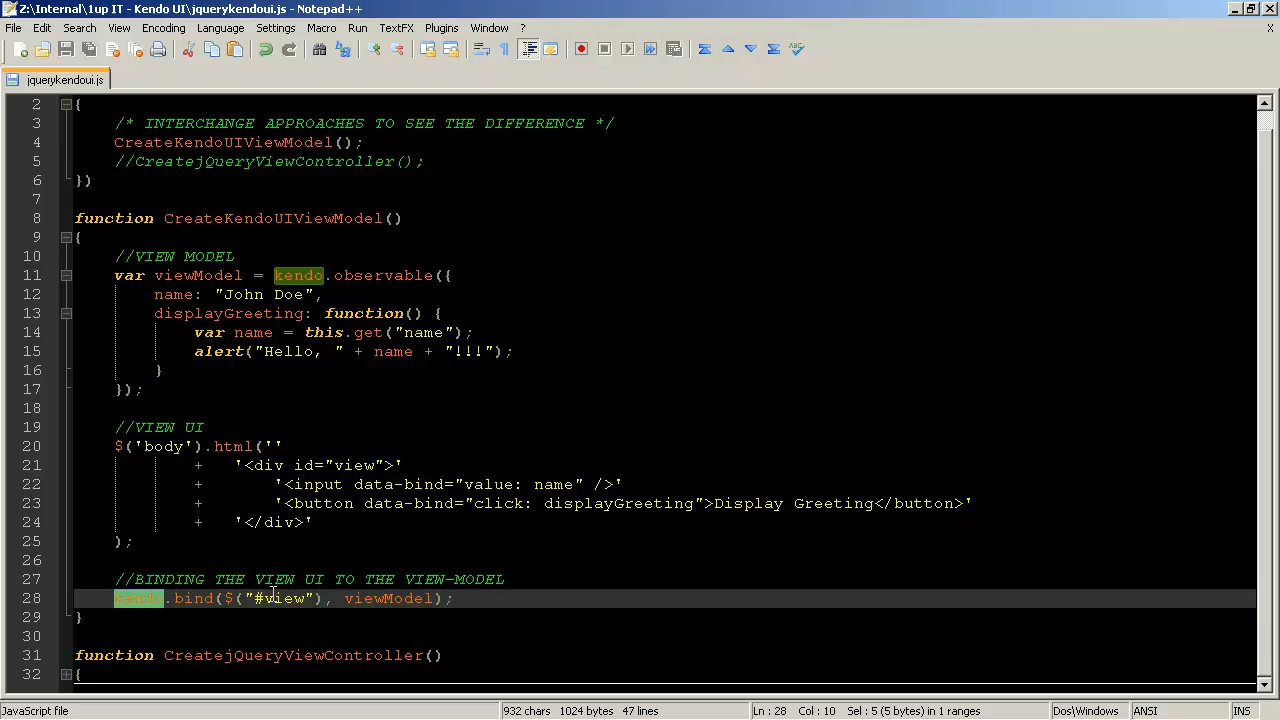 Z:\Internal\1up IT - Kendo UI\jquerykendoui.js - Notepad++
File Edit Search View Encoding Language Settings Macro Run TextFX Plugins Window ? X
jquerykendoui.js
2 {
3 /* INTERCHANGE APPROACHES TO SEE THE DIFFERENCE */
4 CreateKendoUIViewModel();
5 //CreatejQueryViewController();
6 })
7
8 function CreateKendoUIViewModel()
9 {
10 //VIEW MODEL
11 var viewModel = kendo.observable({
12 name: "John Doe",
13 displayGreeting: function() {
14 var name = this.get("name");
15 alert("Hello, " + name + "!!!");
16 }
17 });
18
19 //VIEW UI
20 $('body').html(''
21 + '<div id="view">'
22 + '<input data-bind="value: name" />'
23 + '<button data-bind="click: displayGreeting">Display Greeting</button>'
24 + '</div>'
25 );
26
27 //BINDING THE VIEW UI TO THE VIEW-MODEL
28 kendo.bind($("#view"), viewModel);
29 }
30
31 function CreatejQueryViewController()
32 {
JavaScript file 932 chars 1024 bytes 47 lines Ln : 28 Col : 10 Sel : 5 (5 bytes) in 1 ranges Dos\Windows ANSI INS